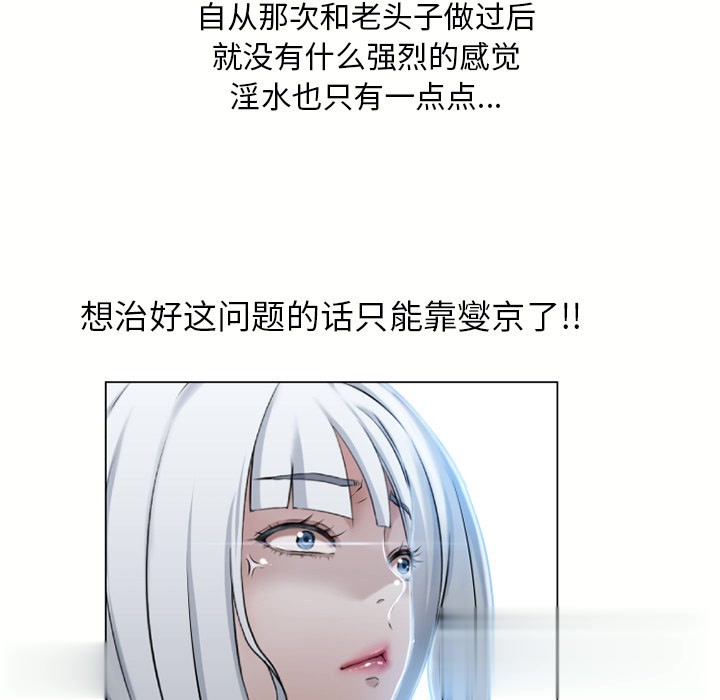 自从那次和老头子做过后
就没有什么强烈的感觉
淫水也只有一点点...
想治好这问题的话只能靠燮京了!!